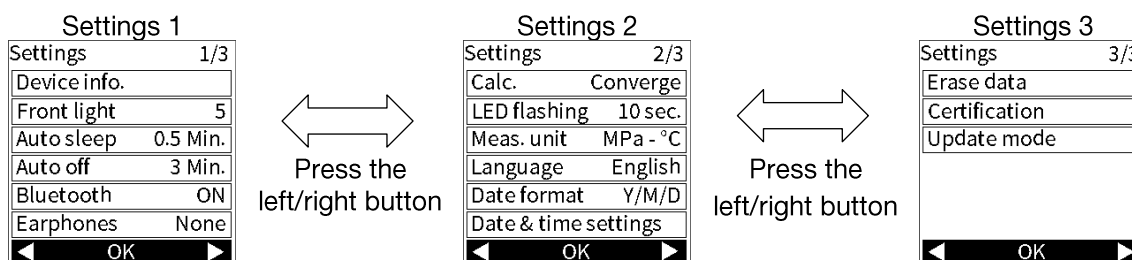 Settings 1
Settings 1/3
Device info.
Front light 5
Auto sleep 0.5 Min.
Auto off 3 Min.
Bluetooth ON
Earphones None
◀ OK ▶
Press the
left/right button
Settings 2
Settings 2/3
Calc. Converge
LED flashing 10 sec.
Meas. unit MPa - °C
Language English
Date format Y/M/D
Date & time settings
◀ OK ▶
Press the
left/right button
Settings 3
Settings 3/3
Erase data
Certification
Update mode
◀ OK ▶